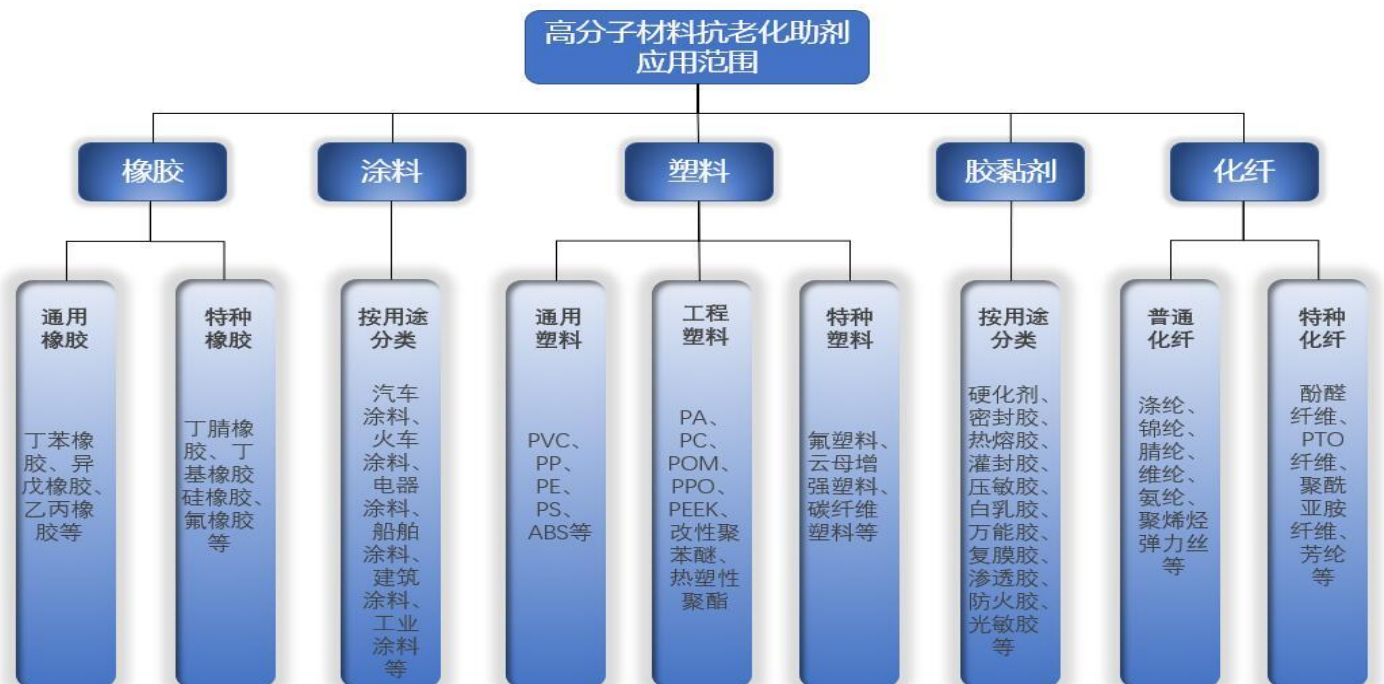 高分子材料抗老化助剂
应用范围
橡胶
涂料
塑料
胶黏剂
化纤
通用
橡胶
丁苯橡
胶、异
戊橡胶、
乙丙橡
胶等
特种
橡胶
丁腈橡
胶、丁
基橡胶
硅橡胶、
氟橡胶
等
按用途
分类
汽车
涂料、
火车
涂料、
电器
涂料、
船舶
涂料、
建筑
涂料、
工业
涂料
等
通用
塑料
PVC、
PP、
PE、
PS、
ABS等
工程
塑料
PA、
PC、
POM、
PPO、
PEEK、
改性聚
苯醚、
热塑性
聚酯
特种
塑料
氟塑料、
云母增
强塑料、
碳纤维
塑料等
按用途
分类
硬化剂、
密封胶、
热熔胶、
灌封胶、
压敏胶、
白乳胶、
万能胶、
复膜胶、
渗透胶、
防火胶、
光敏胶
等
普通
化纤
涤纶、
锦纶、
腈纶、
维纶、
氨纶、
聚烯烃
弹力丝
等
特种
化纤
酚醛
纤维、
PTO
纤维、
聚酰
亚胺
纤维、
芳纶
等